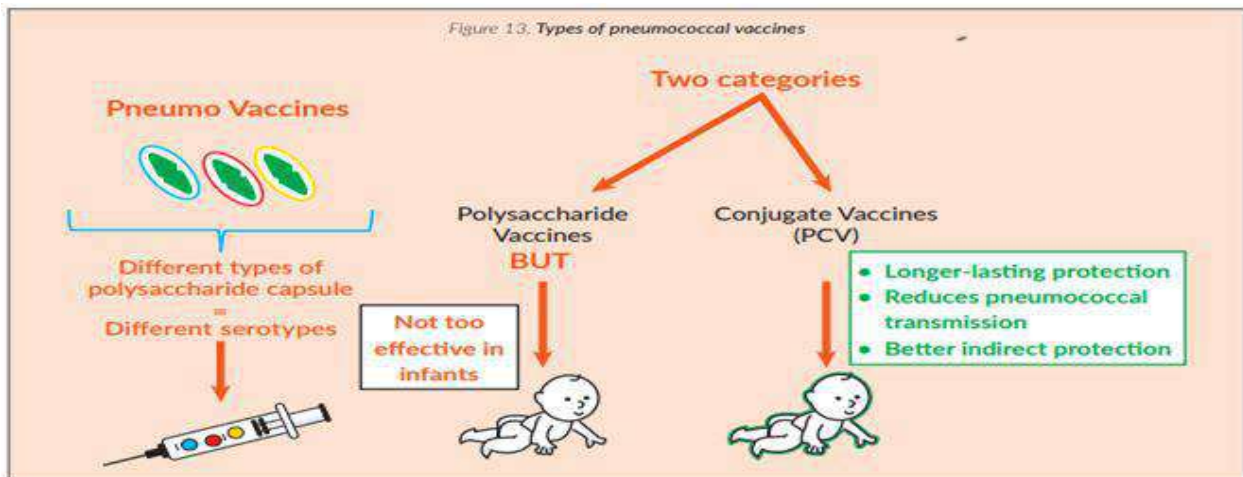 Figure 13. Types of pneumococcal vaccines
Pneumo Vaccines
Different types of
polysaccharide capsule
=
Different serotypes
Two categories
Polysaccharide
Vaccines
BUT
Not too
effective in
infants
Conjugate Vaccines
(PCV)
• Longer-lasting protection
• Reduces pneumococcal
transmission
• Better indirect protection